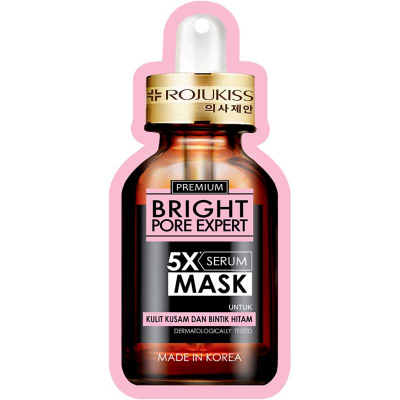 ROJUKISS
의사제안
PREMIUM
BRIGHT
PORE EXPERT
5X SERUM
MASK
UNTUK
KULIT KUSAM DAN BINTIK HITAM
DERMATOLOGICALLY TESTED
MADE IN KOREA